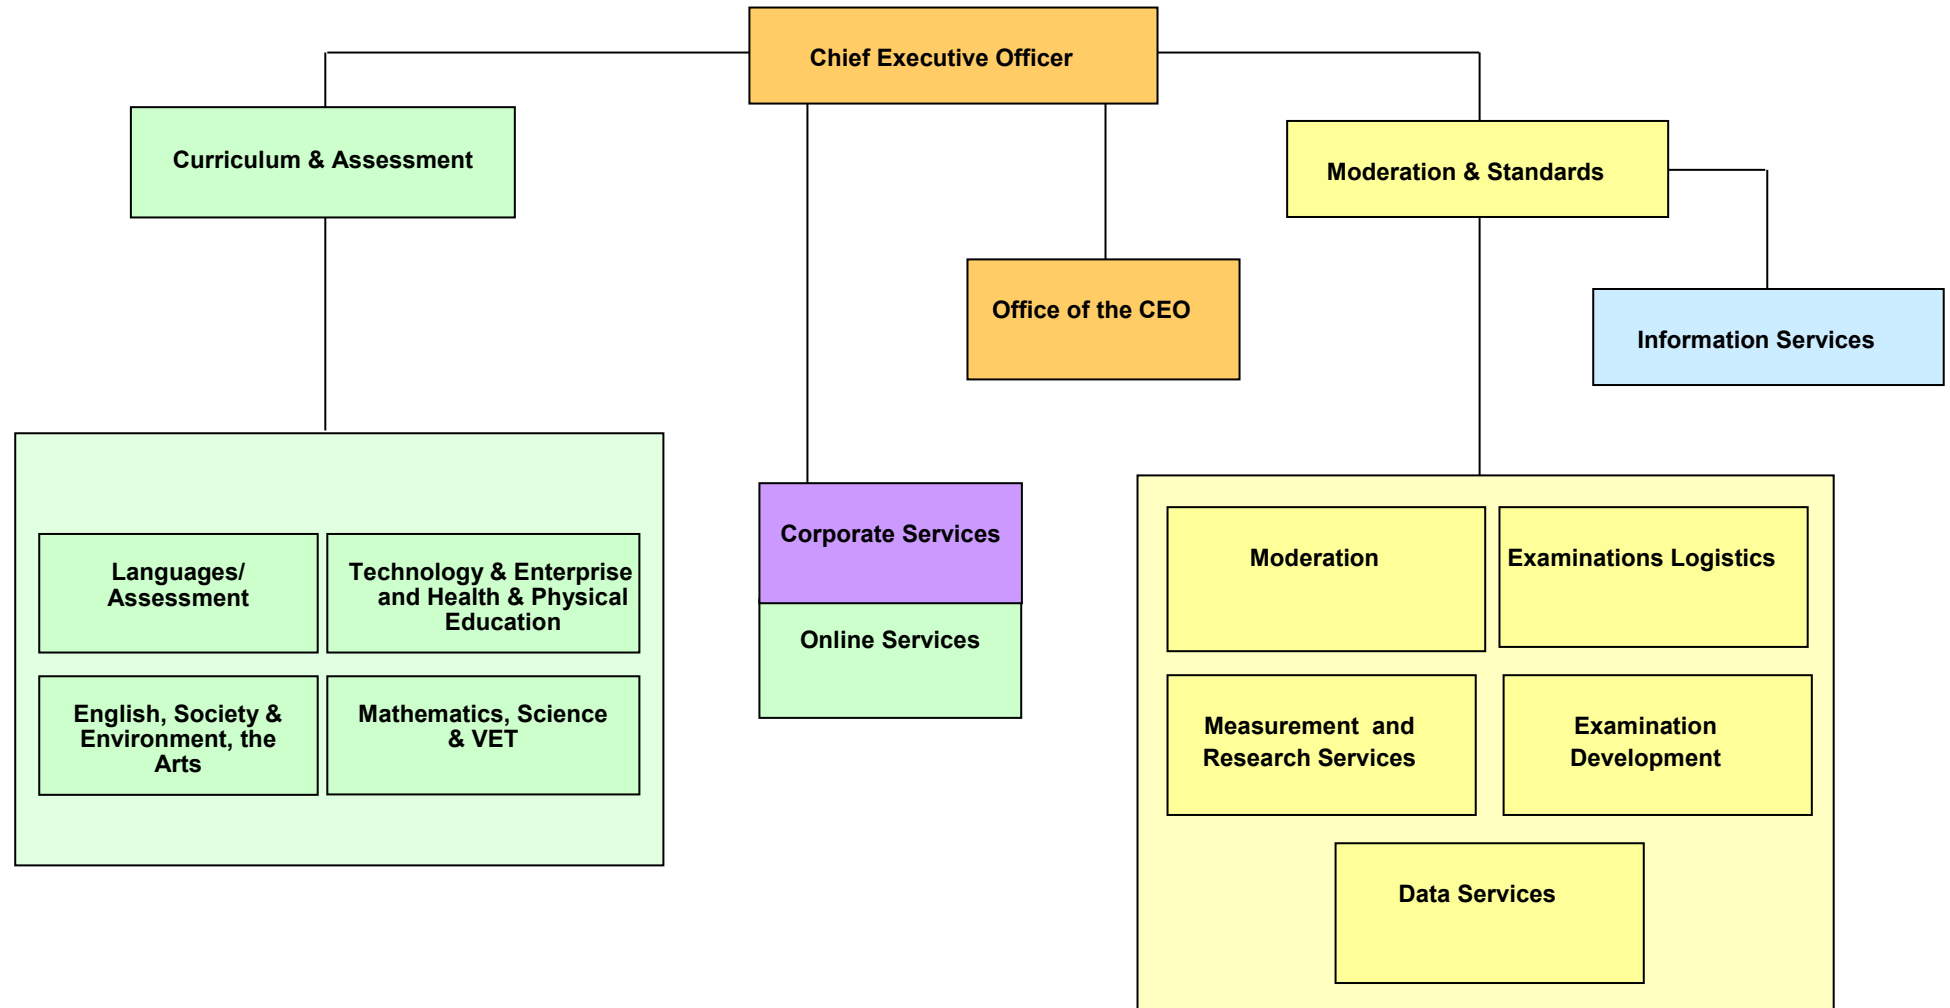 Chief Executive Officer
Curriculum & Assessment
Moderation & Standards
Office of the CEO
Information Services
Corporate Services
Online Services
Languages/
Assessment
Technology & Enterprise
and Health & Physical
Education
English, Society &
Environment, the
Arts
Mathematics, Science
& VET
Moderation
Examinations Logistics
Measurement and
Research Services
Examination
Development
Data Services